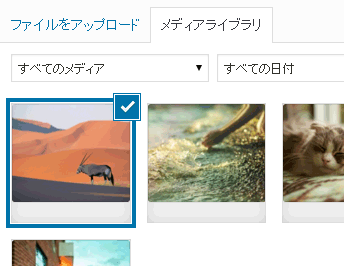 ファイルをアップロード
メディアライブラリ
すべてのメディア
すべての日付